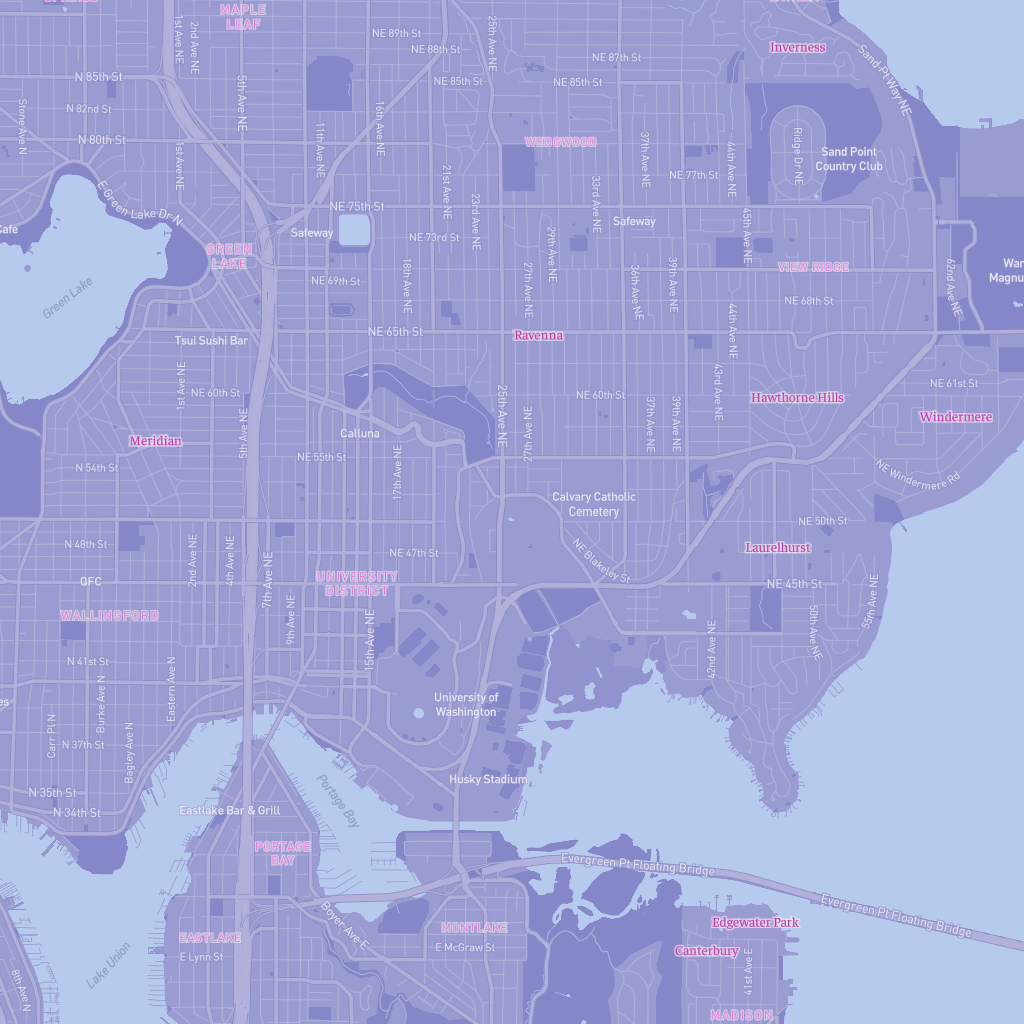 MAPLE
LEAF
1st Ave NE
2nd Ave NE
NE 89th St
NE 88th St
25th Ave NE
Inverness
NE 87th St
Sand Pt Way NE
N 85th St
NE 85th St
NE 85th St
5th Ave NE
Stone Ave N
N 82nd St
16th Ave NE
N 80th St
11th Ave NE
WEDGWOOD
37th Ave NE
44th Ave NE
Ridge Dr NE
Sand Point
Country Club
1st Ave NE
NE 77th St
21st Ave NE
23rd Ave NE
33rd Ave NE
E Green Lake Dr N
NE 75th St
Safeway
Safeway
45th Ave NE
Cafe
NE 73rd St
29th Ave NE
GREEN
LAKE
VIEW RIDGE
NE 69th St
18th Ave NE
27th Ave NE
36th Ave NE
39th Ave NE
62nd Ave NE
Green Lake
NE 68th St
44th Ave NE
NE 65th St
Ravenna
Tsui Sushi Bar
1st Ave NE
NE 60th St
NE 60th St
43rd Ave NE
Hawthorne Hills
NE 61st St
Windermere
5th Ave NE
Calluna
25th Ave NE
27th Ave NE
37th Ave NE
39th Ave NE
Meridian
N 54th St
NE 55th St
17th Ave NE
NE Windermere Rd
Calvary Catholic
Cemetery
NE 50th St
N 48th St
2nd Ave NE
4th Ave NE
7th Ave NE
NE 47th St
NE Blakeley St
Laurelhurst
QFC
UNIVERSITY
DISTRICT
NE 45th St
55th Ave NE
WALLINGFORD
9th Ave NE
15th Ave NE
42nd Ave NE
50th Ave NE
N 41st St
Eastern Ave N
University of
Washington
Burke Ave N
Carr Pl N
Bagley Ave N
N 37th St
Husky Stadium
N 35th St
N 34th St
Eastlake Bar & Grill
Portage Bay
PORTAGE
BAY
Evergreen Pt Floating Bridge
Evergreen Pt Floating Bridge
Boyer Ave E
EASTLAKE
MONTLAKE
Edgewater Park
E McGraw St
Canterbury
E Lynn St
Lake Union
41st Ave E
8th Ave N
MADISON